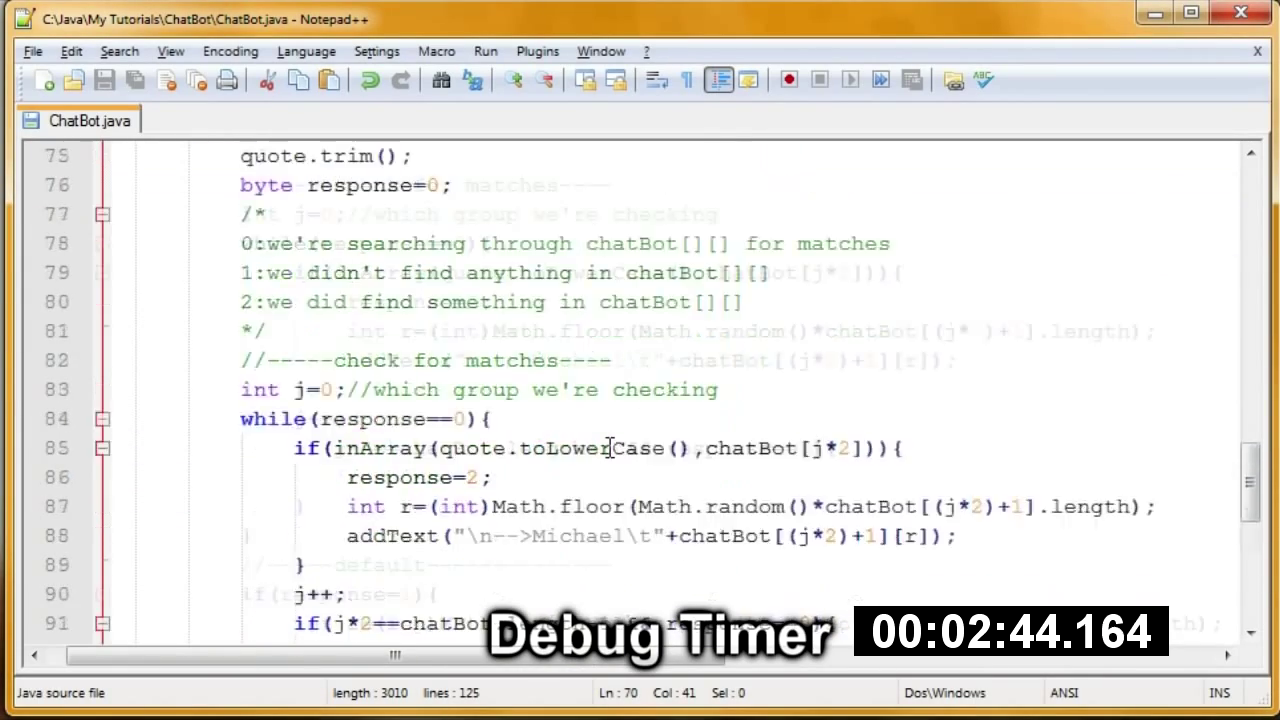 C:\Java\My Tutorials\ChatBot\ChatBot.java - Notepad++
File Edit Search View Encoding Language Settings Macro Run Plugins Window ? X
ChatBot.java
75 quote.trim();
76 byte response=0;
77 /*
78 0:we're searching through chatBot[][] for matches
79 1:we didn't find anything in chatBot[][]
80 2:we did find something in chatBot[][]
81 */
82 //-----check for matches----
83 int j=0;//which group we're checking
84 while(response==0){
85 if(inArray(quote.toLowerCase(),chatBot[j*2])){
86 response=2;
87 int r=(int)Math.floor(Math.random()*chatBot[(j*2)+1].length);
88 addText("\n-->Michael\t"+chatBot[(j*2)+1][r]);
89 }
90 j++;
91 if(j*2==chatBot
Debug Timer 00:02:44.164
Java source file length : 3010 lines : 125 Ln : 70 Col : 41 Sel : 0 Dos\Windows ANSI INS